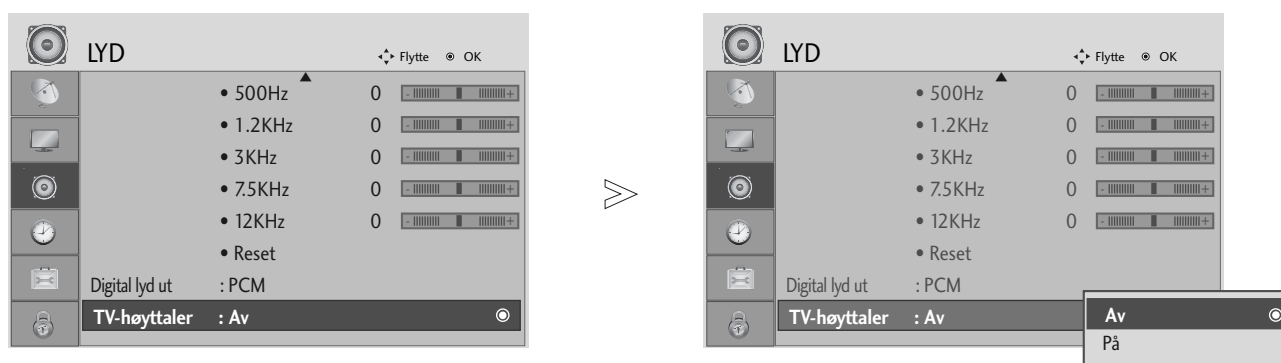 LYD
Flytte OK
• 500Hz 0 - +
• 1.2KHz 0 - +
• 3KHz 0 - +
• 7.5KHz 0 - +
• 12KHz 0 - +
• Reset
Digital lyd ut : PCM
TV-høyttaler : Av
LYD
Flytte OK
• 500Hz 0 - +
• 1.2KHz 0 - +
• 3KHz 0 - +
• 7.5KHz 0 - +
• 12KHz 0 - +
• Reset
Digital lyd ut : PCM
TV-høyttaler : Av
Av
På